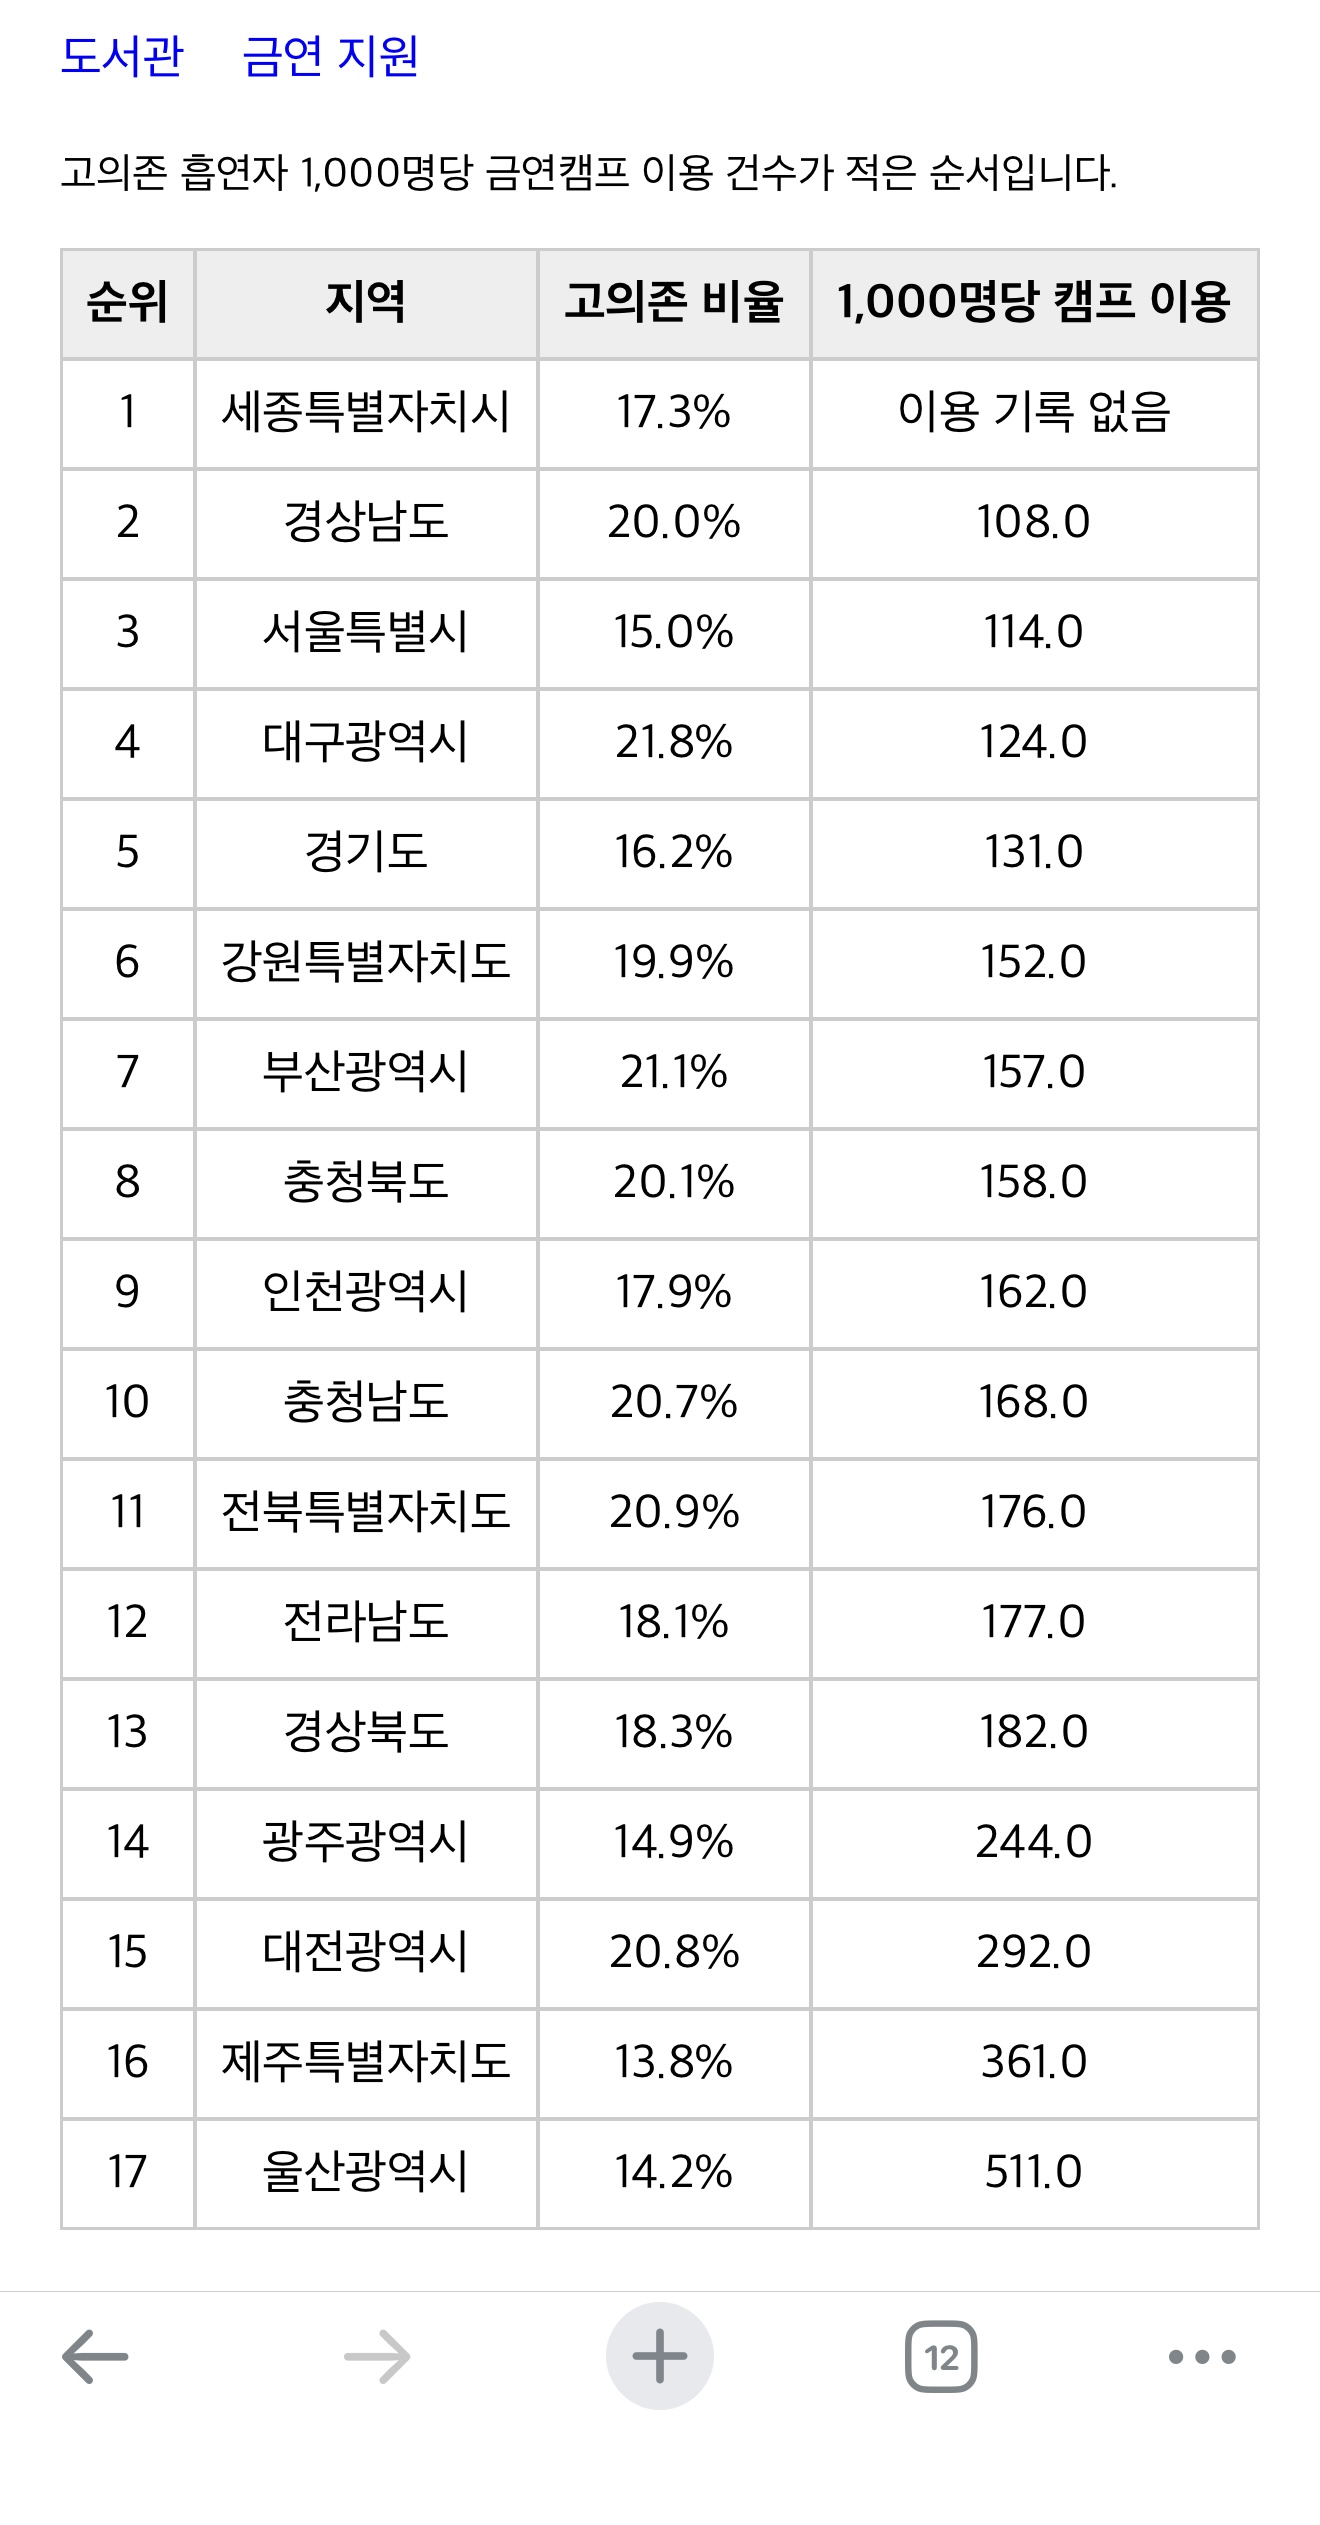 도서관 금연 지원
고의존 흡연자 1,000명당 금연캠프 이용 건수가 적은 순서입니다.
순위 지역 고의존 비율 1,000명당 캠프 이용
1 세종특별자치시 17.3% 이용 기록 없음
2 경상남도 20.0% 108.0
3 서울특별시 15.0% 114.0
4 대구광역시 21.8% 124.0
5 경기도 16.2% 131.0
6 강원특별자치도 19.9% 152.0
7 부산광역시 21.1% 157.0
8 충청북도 20.1% 158.0
9 인천광역시 17.9% 162.0
10 충청남도 20.7% 168.0
11 전북특별자치도 20.9% 176.0
12 전라남도 18.1% 177.0
13 경상북도 18.3% 182.0
14 광주광역시 14.9% 244.0
15 대전광역시 20.8% 292.0
16 제주특별자치도 13.8% 361.0
17 울산광역시 14.2% 511.0
12